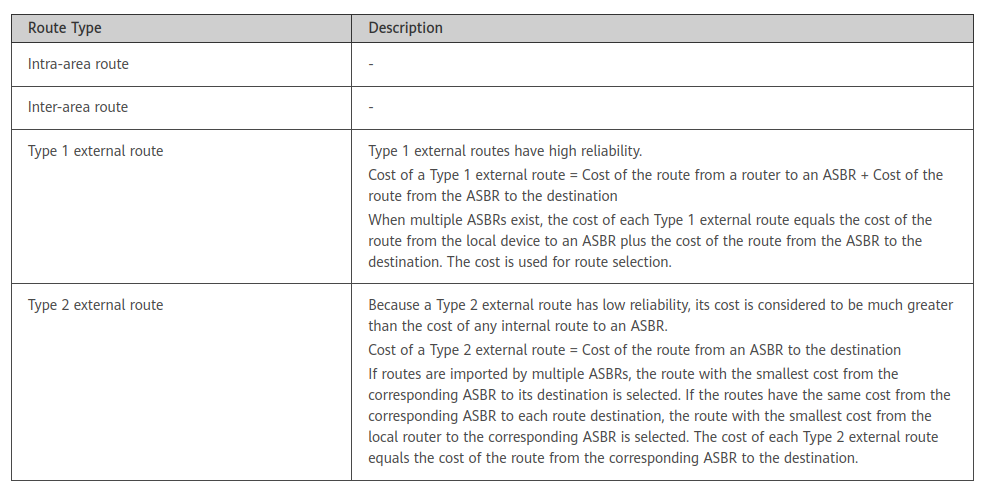 Route Type
Description
Intra-area route
-
Inter-area route
-
Type 1 external route
Type 1 external routes have high reliability.
Cost of a Type 1 external route = Cost of the route from a router to an ASBR + Cost of the
route from the ASBR to the destination
When multiple ASBRs exist, the cost of each Type 1 external route equals the cost of the
route from the local device to an ASBR plus the cost of the route from the ASBR to the
destination. The cost is used for route selection.
Type 2 external route
Because a Type 2 external route has low reliability, its cost is considered to be much greater
than the cost of any internal route to an ASBR.
Cost of a Type 2 external route = Cost of the route from an ASBR to the destination
If routes are imported by multiple ASBRs, the route with the smallest cost from the
corresponding ASBR to its destination is selected. If the routes have the same cost from the
corresponding ASBR to each route destination, the route with the smallest cost from the
local router to the corresponding ASBR is selected. The cost of each Type 2 external route
equals the cost of the route from the corresponding ASBR to the destination.